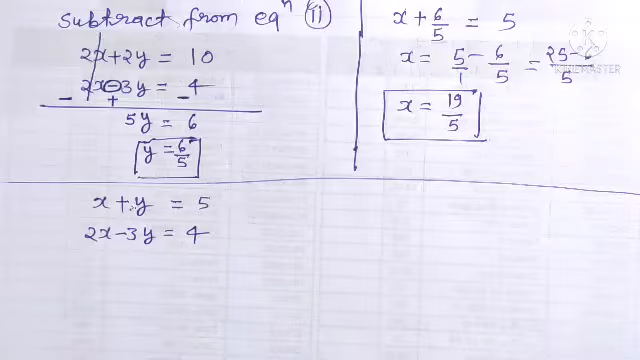 Subtract from eqⁿ (ii)
2x+2y = 10
2x-3y = 4
- + -
5y = 6
y = 6/5
x + 6/5 = 5
x = 5/1 - 6/5 = 25-6/5
x = 19/5
KINEMASTER
x + y = 5
2x-3y = 4